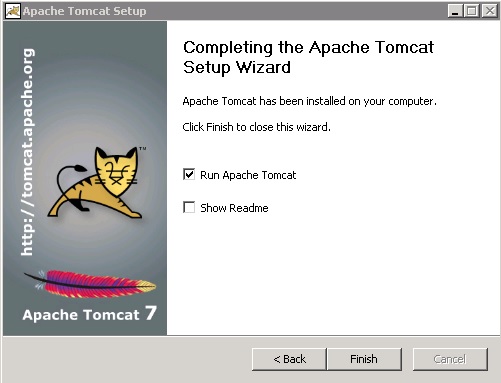 Apache Tomcat Setup
http://tomcat.apache.org
Completing the Apache Tomcat
Setup Wizard
Apache Tomcat has been installed on your computer.
Click Finish to close this wizard.
Run Apache Tomcat
Show Readme
TM
Apache Tomcat 7
< Back
Finish
Cancel